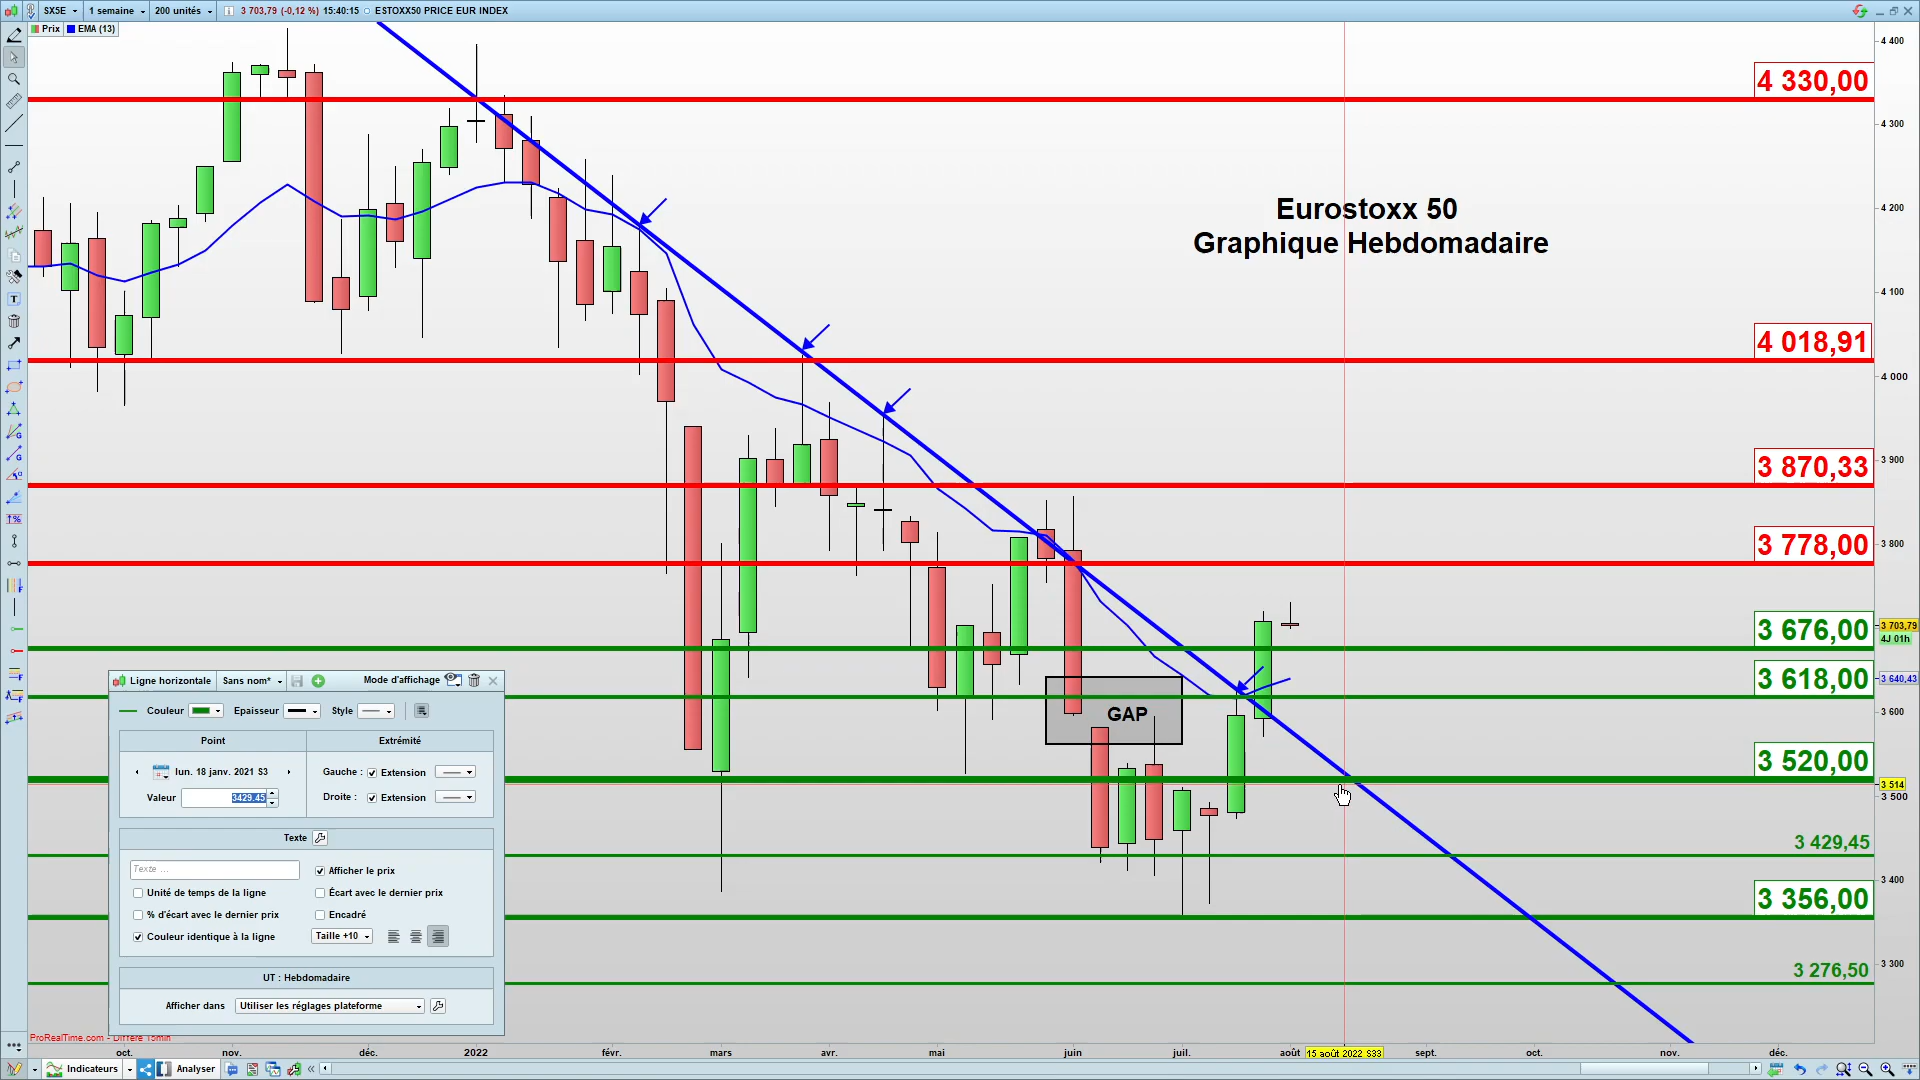 SX5E 1 semaine 200 unités 3 703,79 (-0,12 %) 15:40:15 ESTOXX50 PRICE EUR INDEX
Prix EMA (13)
4 400
4 330,00
4 300
Eurostoxx 50
4 200
Graphique Hebdomadaire
4 100
4 018,91
4 000
3 870,33
3 900
3 778,00
3 800
3 676,00
3 703,79
4J 01h
3 618,00
3 640,43
GAP
3 600
3 520,00
3 514
3 500
3 429,45
3 400
3 356,00
3 276,50
3 300
Ligne horizontale Sans nom* Mode d'affichage
Couleur Epaisseur Style
Point Extrémité
lun. 18 janv. 2021 S3 Gauche : Extension
Valeur 3429.45 Droite : Extension
Texte
Texte ... Afficher le prix
Unité de temps de la ligne Écart avec le dernier prix
% d'écart avec le dernier prix Encadré
Couleur identique à la ligne Taille +10
UT : Hebdomadaire
Afficher dans Utiliser les réglages plateforme
ProRealTime.com - Différé 15min
oct. nov. déc. 2022 févr. mars avr. mai juin juil. août 15 août 2022 S33 sept. oct. nov. déc.
Indicateurs Analyser